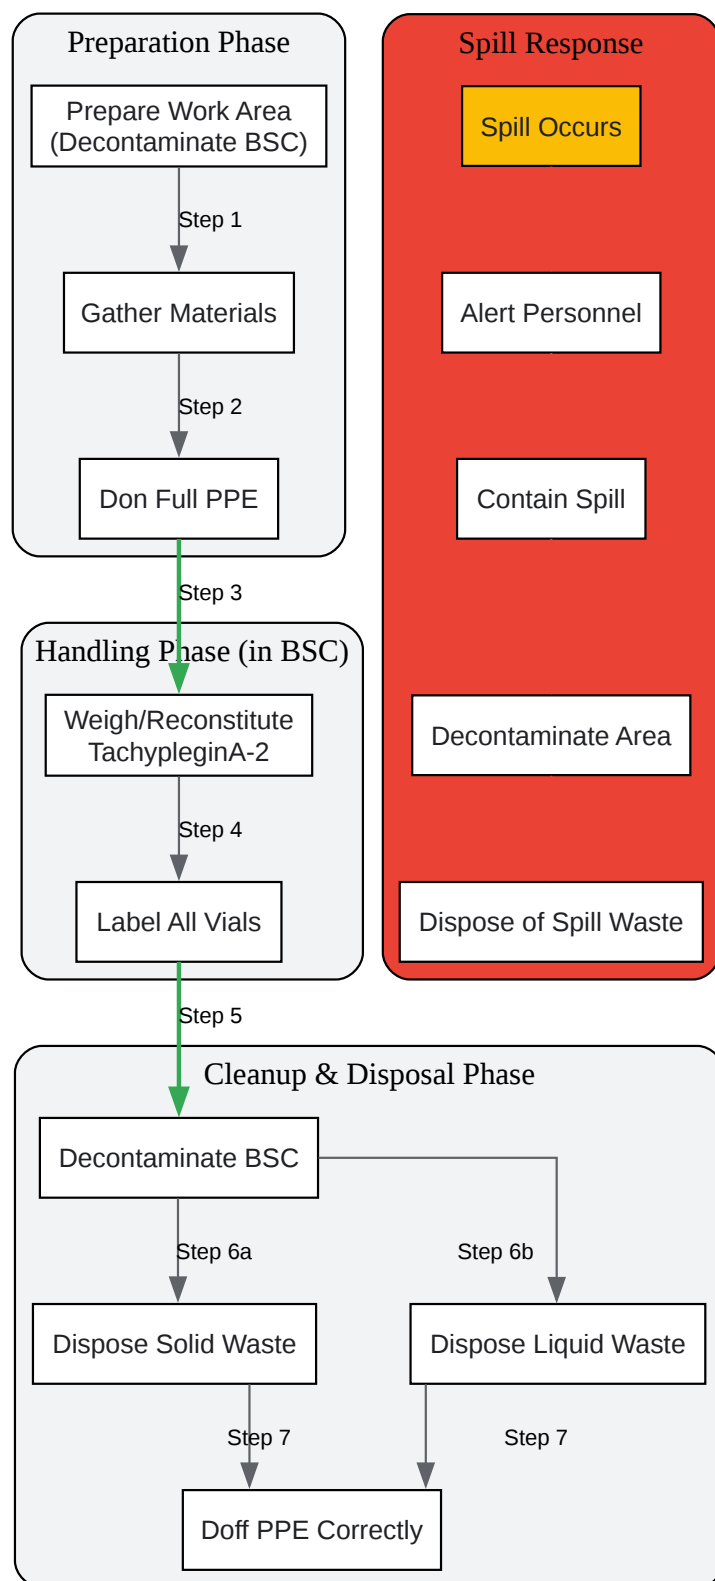 Preparation Phase
Prepare Work Area
(Decontaminate BSC)
Step 1
Gather Materials
Step 2
Don Full PPE
Step 3
Handling Phase (in BSC)
Weigh/Reconstitute
TachypleginA-2
Step 4
Label All Vials
Step 5
Spill Response
Spill Occurs
Alert Personnel
Contain Spill
Decontaminate Area
Dispose of Spill Waste
Cleanup & Disposal Phase
Decontaminate BSC
Step 6a
Step 6b
Dispose Solid Waste
Dispose Liquid Waste
Step 7
Step 7
Doff PPE Correctly